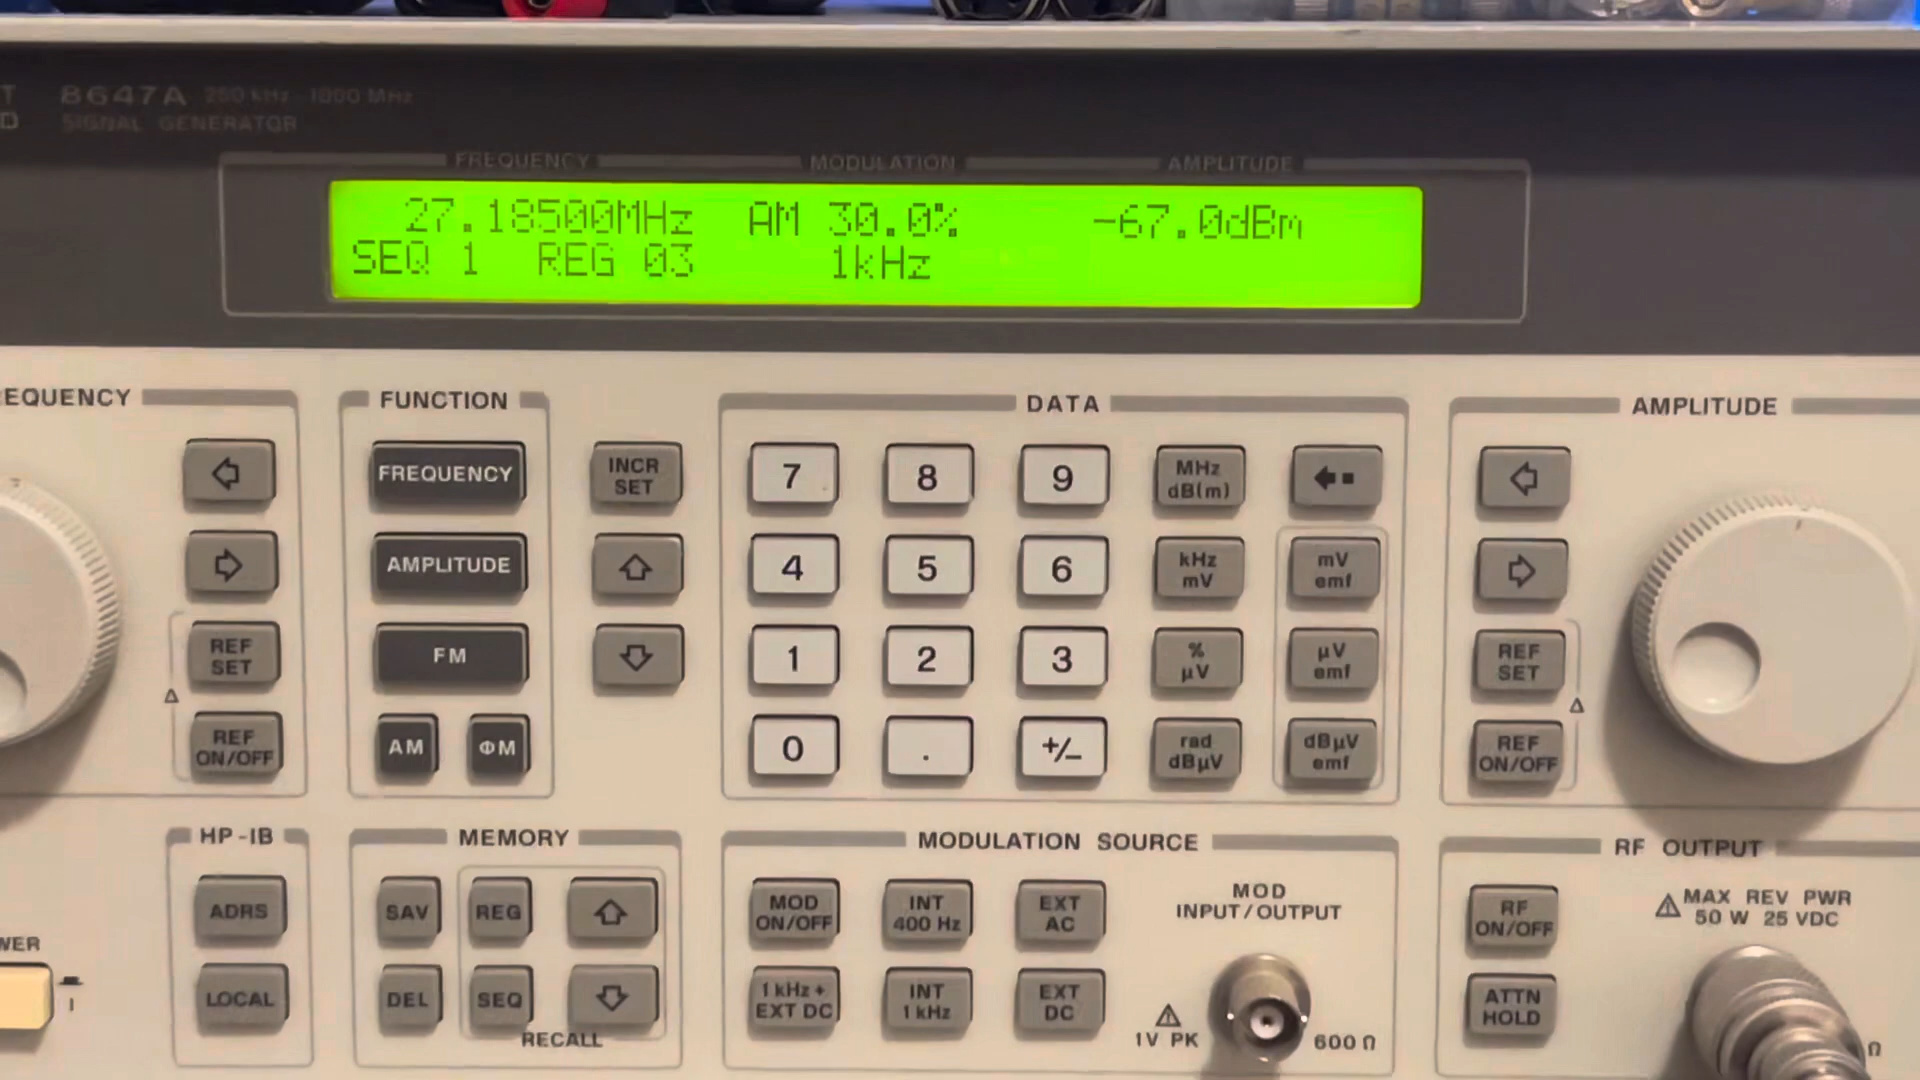 T 8647A 250 kHz - 1000 MHz
D SIGNAL GENERATOR
FREQUENCY MODULATION AMPLITUDE
27.18500MHz AM 30.0% -67.0dBm
SEQ 1 REG 03 1kHz
EQUENCY FUNCTION DATA AMPLITUDE
FREQUENCY
INCR
SET
7 8 9
MHz
dB(m)
AMPLITUDE
4 5 6
kHz
mV
mV
emf
REF
SET
FM
1 2 3
%
µV
µV
emf
REF
SET
Δ
Δ
REF
ON/OFF
AM ΦM
0 . +/-
rad
dBµV
dBµV
emf
REF
ON/OFF
HP-IB MEMORY MODULATION SOURCE RF OUTPUT
ADRS
SAV REG
MOD
ON/OFF
INT
400 Hz
EXT
AC
MOD
INPUT/OUTPUT
RF
ON/OFF
MAX REV PWR
50 W 25 VDC
WER
LOCAL
DEL SEQ
RECALL
1 kHz +
EXT DC
INT
1 kHz
EXT
DC
1V PK
600 Ω
ATTN
HOLD
Ω